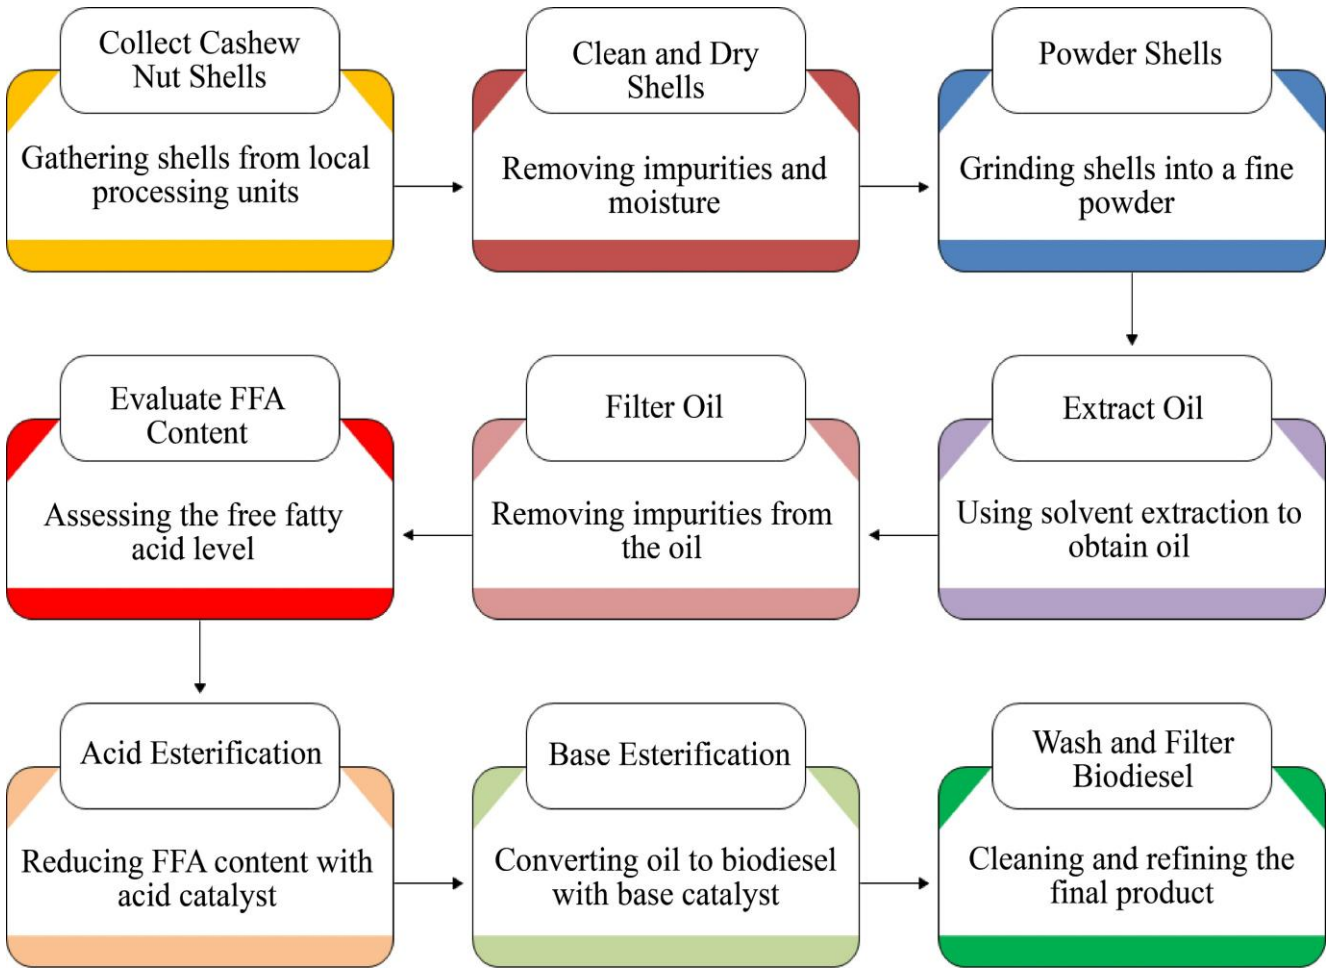 Collect Cashew
Nut Shells
Gathering shells from local
processing units
Clean and Dry
Shells
Removing impurities and
moisture
Powder Shells
Grinding shells into a fine
powder
Extract Oil
Using solvent extraction to
obtain oil
Filter Oil
Removing impurities from
the oil
Evaluate FFA
Content
Assessing the free fatty
acid level
Acid Esterification
Reducing FFA content with
acid catalyst
Base Esterification
Converting oil to biodiesel
with base catalyst
Wash and Filter
Biodiesel
Cleaning and refining the
final product